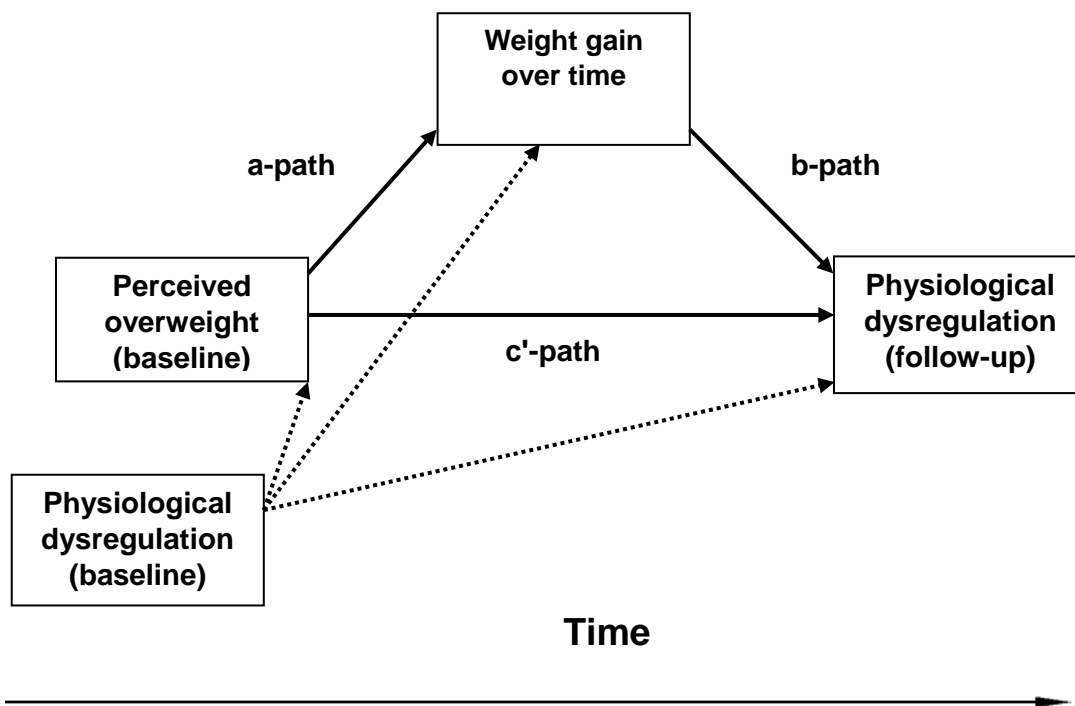 Weight gain
over time
a-path
b-path
Perceived
overweight
(baseline)
Physiological
dysregulation
(follow-up)
c'-path
Physiological
dysregulation
(baseline)
Time